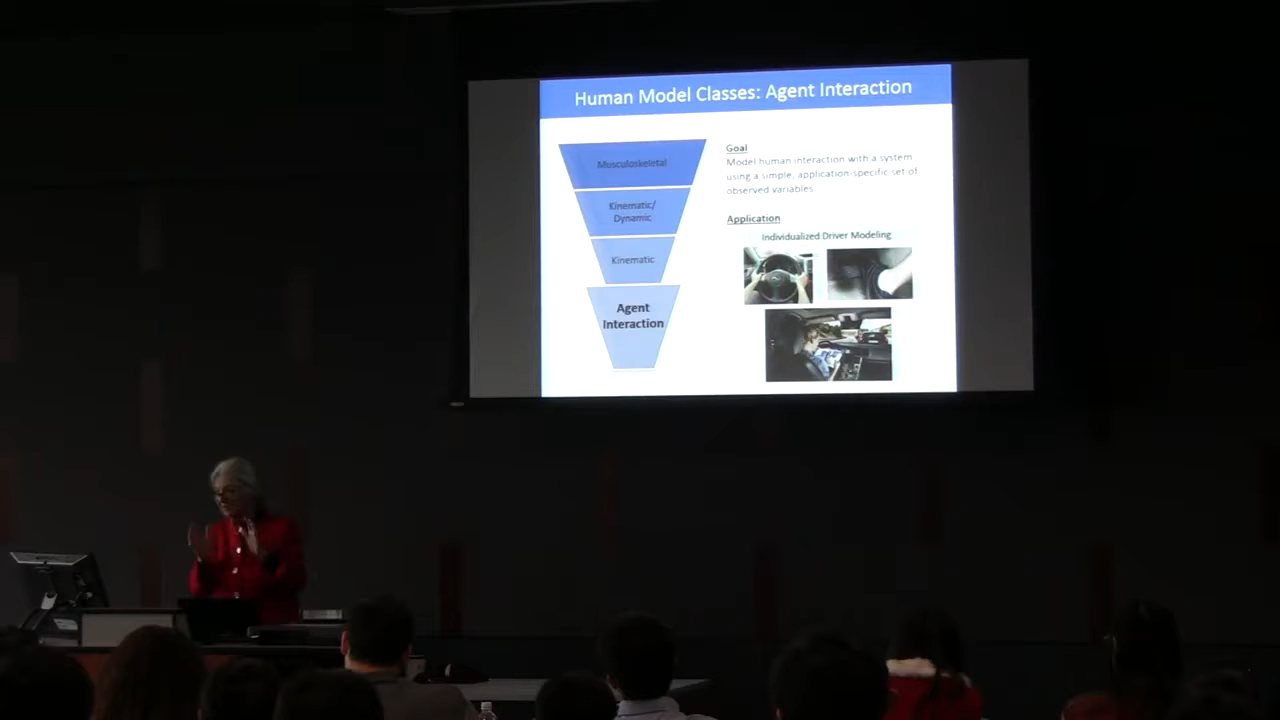 Human Model Classes: Agent Interaction
Musculoskeletal
Kinematic/
Dynamic
Kinematic
Agent
Interaction
Goal
Model human interaction with a system
using a simple, application-specific set of
observed variables
Application
Individualized Driver Modeling